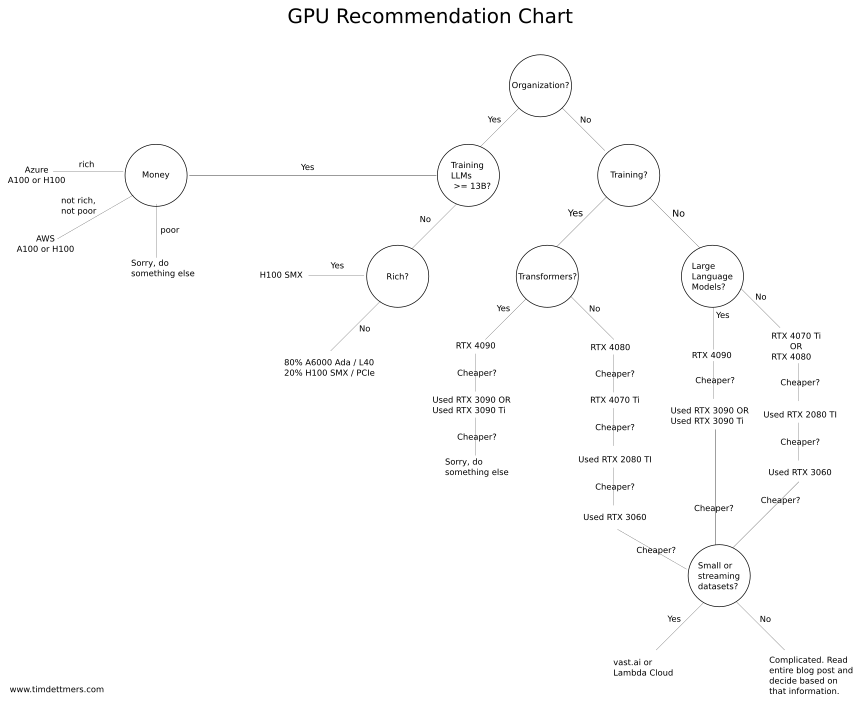 GPU Recommendation Chart
Organization?
Yes
No
Training
LLMs
>= 13B?
Training?
Yes
Money
rich
Azure
A100 or H100
not rich,
not poor
AWS
A100 or H100
poor
Sorry, do
something else
No
Rich?
Yes
H100 SMX
No
80% A6000 Ada / L40
20% H100 SMX / PCIe
Yes
No
Transformers?
Large
Language
Models?
Yes
No
RTX 4090
Cheaper?
Used RTX 3090 OR
Used RTX 3090 Ti
Cheaper?
Sorry, do
something else
RTX 4080
Cheaper?
RTX 4070 Ti
Cheaper?
Used RTX 2080 TI
Cheaper?
Used RTX 3060
Cheaper?
Yes
No
RTX 4090
Cheaper?
Used RTX 3090 OR
Used RTX 3090 Ti
Cheaper?
RTX 4070 Ti
OR
RTX 4080
Cheaper?
Used RTX 2080 TI
Cheaper?
Used RTX 3060
Cheaper?
Small or
streaming
datasets?
Yes
No
vast.ai or
Lambda Cloud
Complicated. Read
entire blog post and
decide based on
that information.
www.timdettmers.com